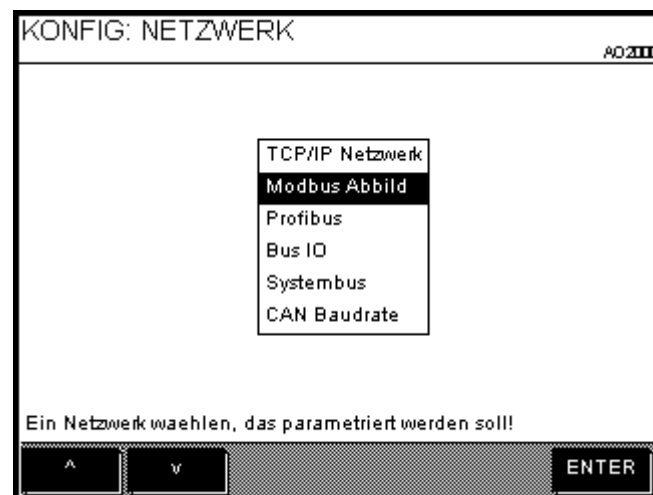 KONFIG: NETZWERK
AO2000
TCP/IP Netzwerk
Modbus Abbild
Profibus
Bus IO
Systembus
CAN Baudrate
Ein Netzwerk waehlen, das parametriert werden soll!
^ v ENTER